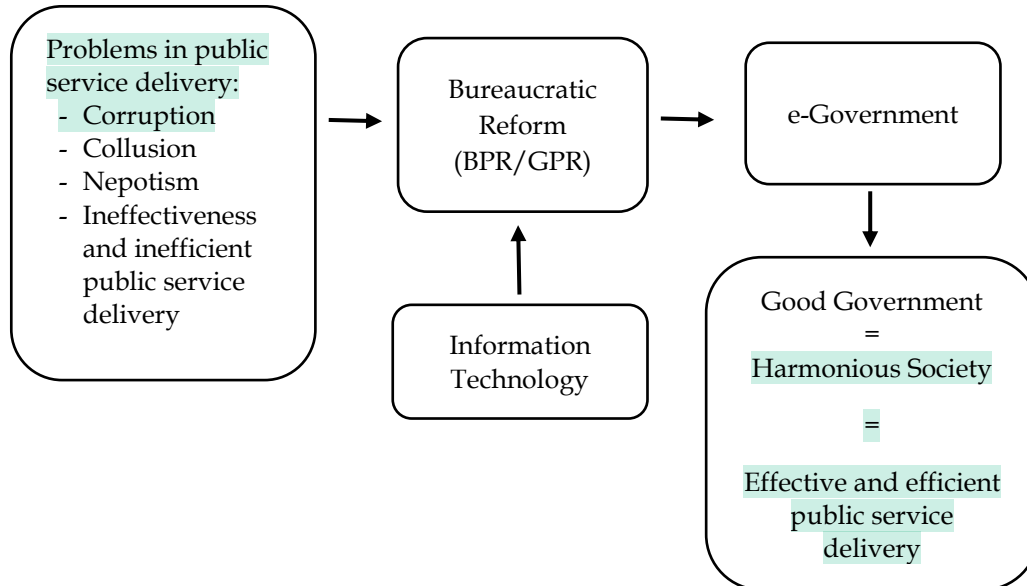 Problems in public
service delivery:
- Corruption
- Collusion
- Nepotism
- Ineffectiveness
and inefficient
public service
delivery
Bureaucratic
Reform
(BPR/GPR)
e-Government
Information
Technology
Good Government
=
Harmonious Society
=
Effective and efficient
public service
delivery